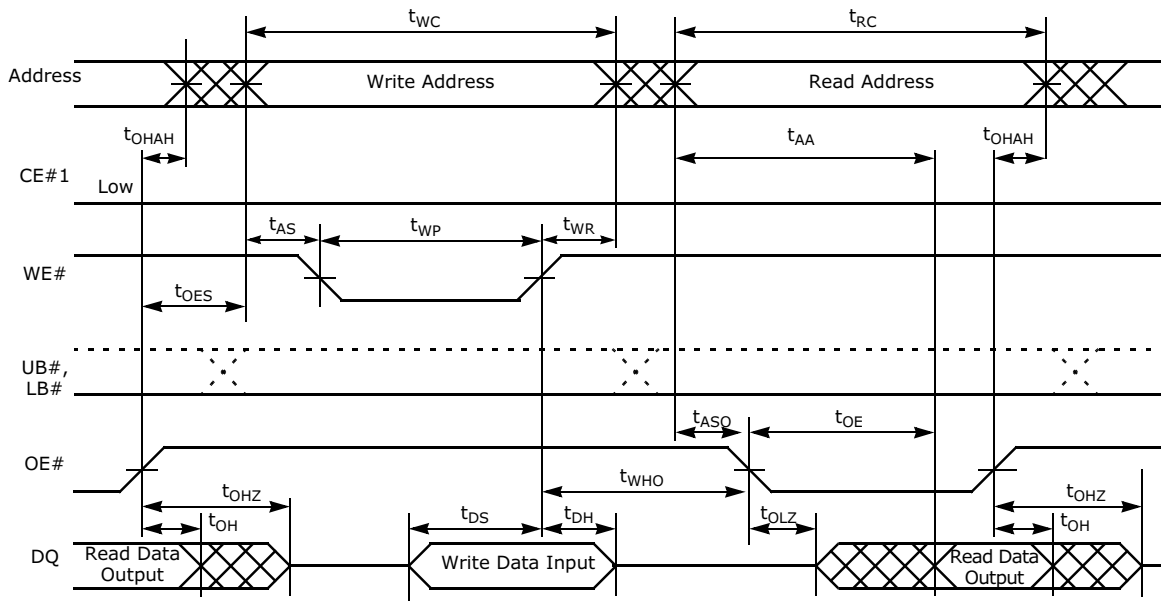 tWC
tRC
Address
Write Address
Read Address
tOHAH
tAA
tOHAH
CE#1
Low
tAS
tWP
tWR
WE#
tOES
UB#,
LB#
tASO
tOE
OE#
tOHZ
tWHO
tOHZ
tOH
tDS
tDH
tOLZ
tOH
DQ
Read Data
Output
Write Data Input
Read Data
Output